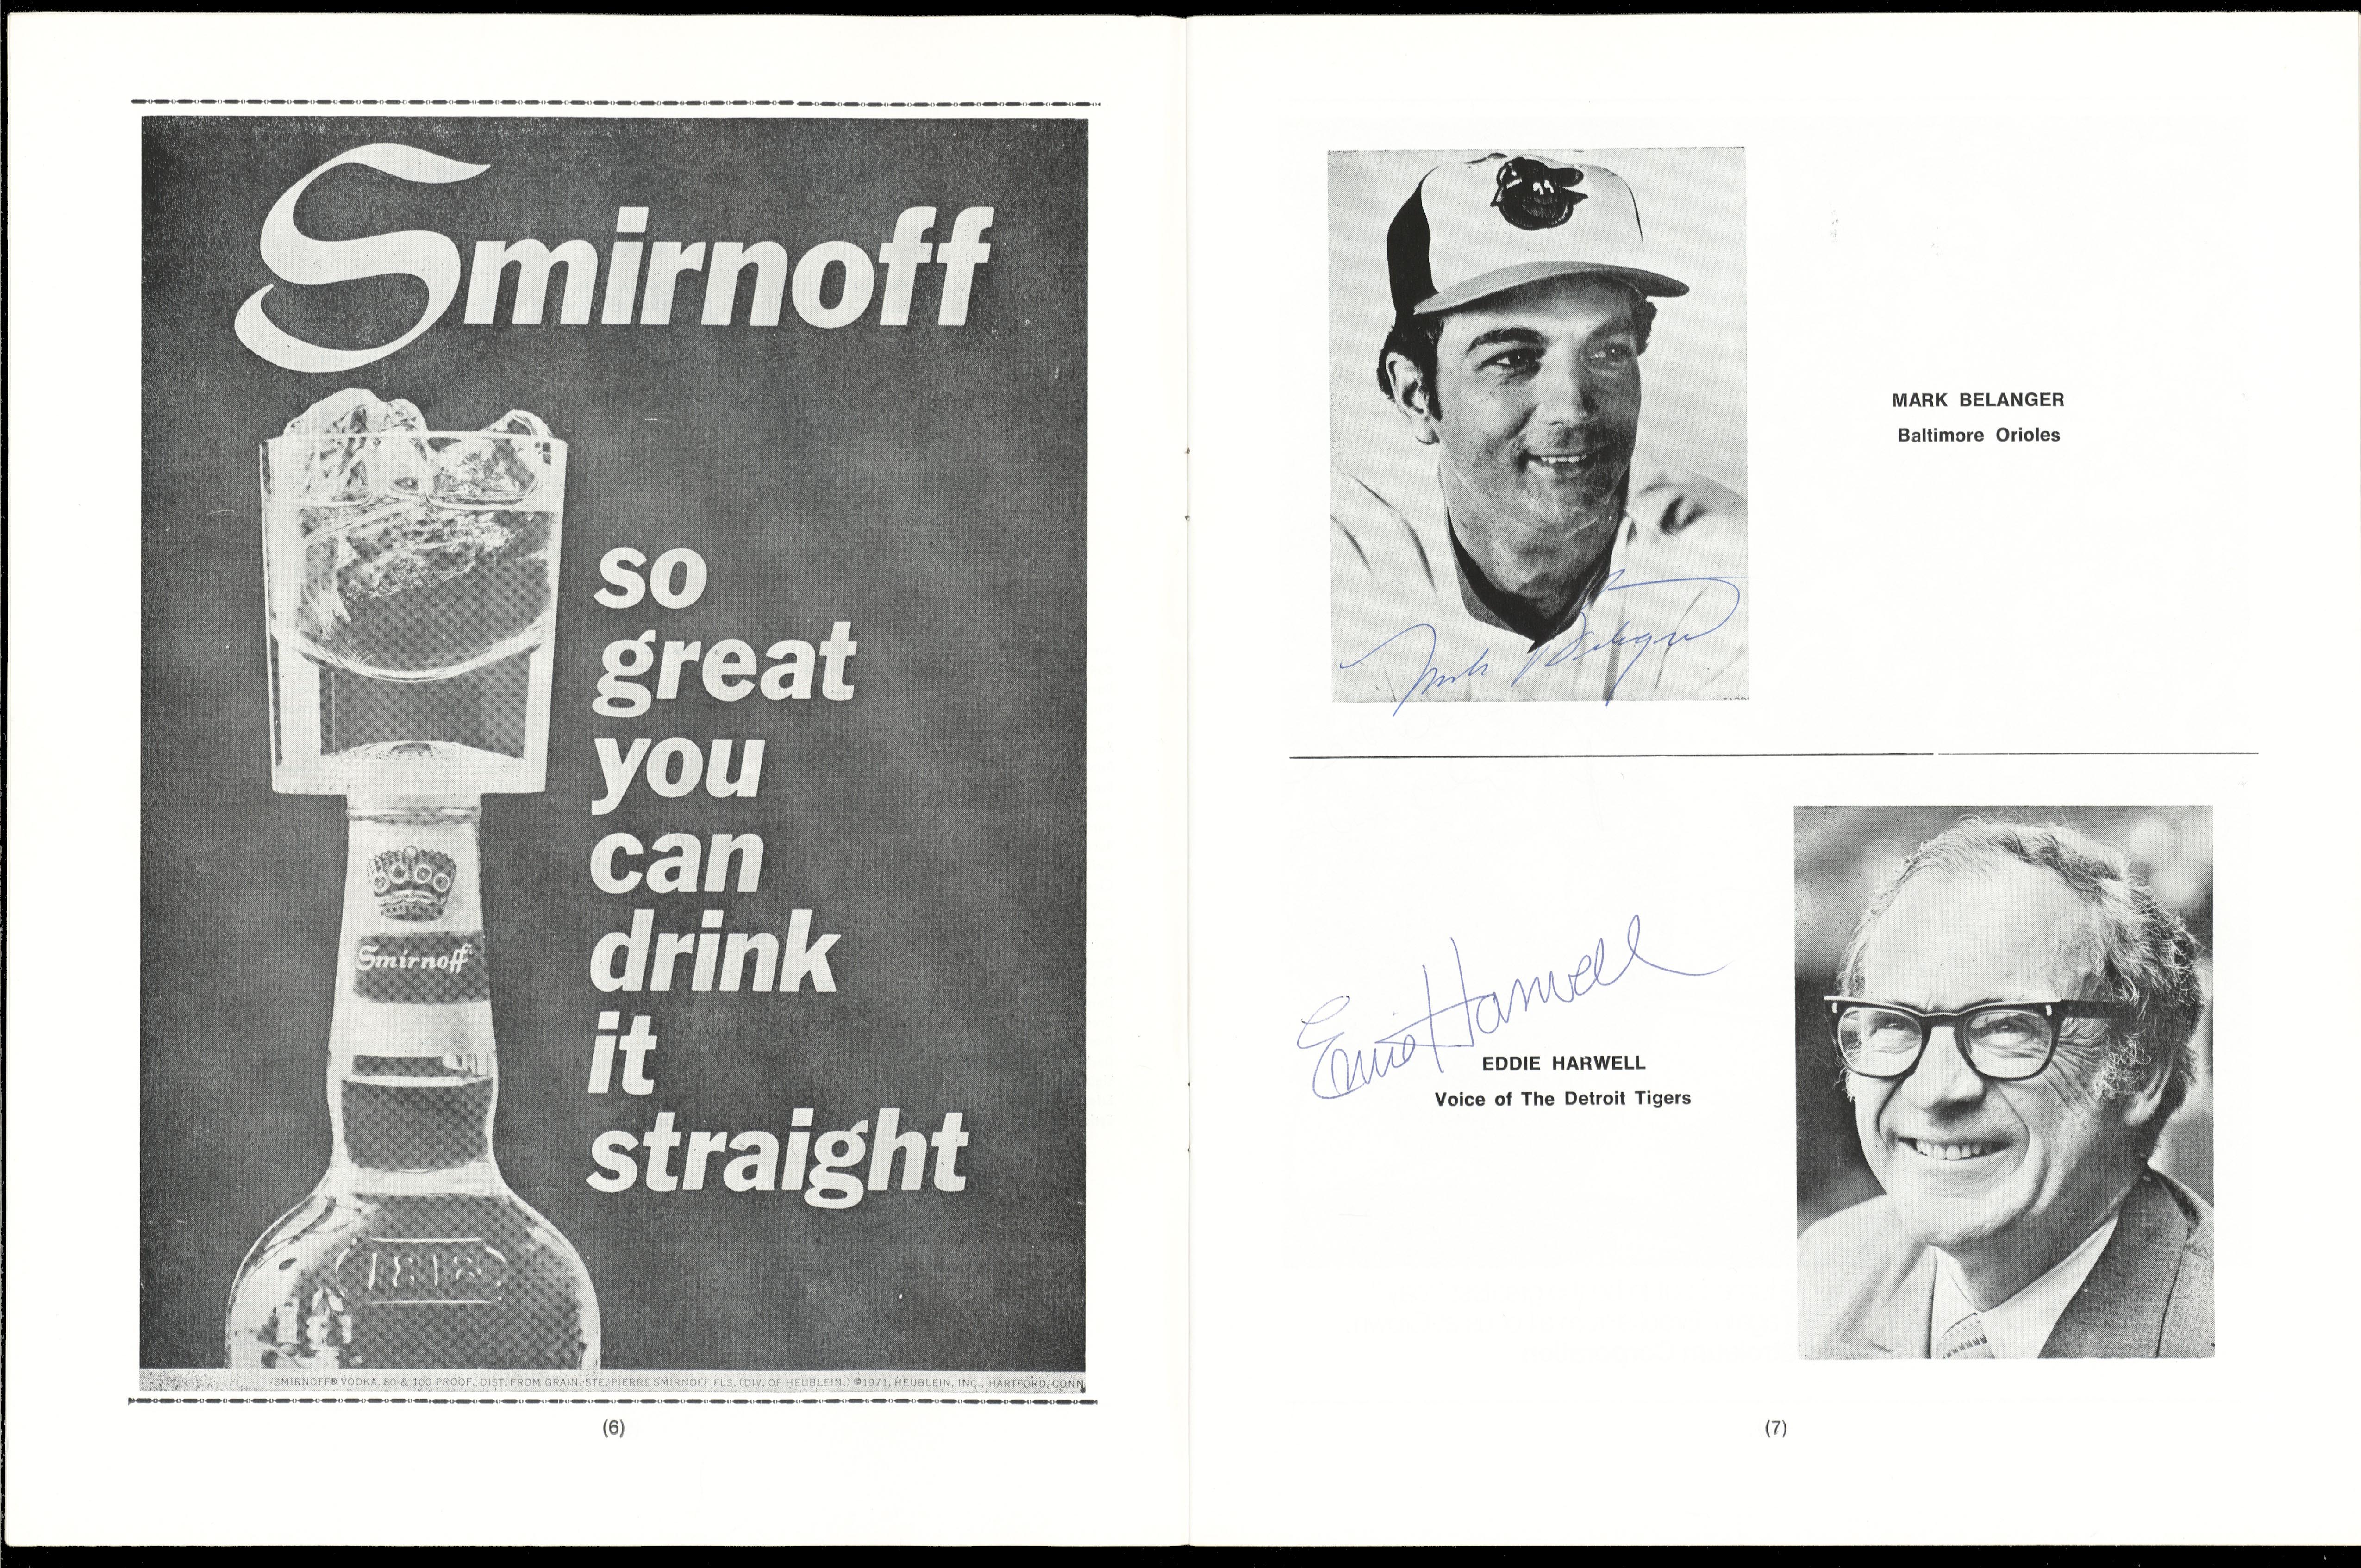 Smirnoff
so
great
you
can
drink
it
straight
Smirnoff
1818
SMIRNOFF® VODKA. 80 & 100 PROOF. DIST. FROM GRAIN. STE. PIERRE SMIRNOFF FLS. (DIV. OF HEUBLEIN.) ©1971, HEUBLEIN, INC., HARTFORD, CONN.
(6)
MARK BELANGER
Baltimore Orioles
Mark Belanger
Ernie Harwell
EDDIE HARWELL
Voice of The Detroit Tigers
(7)